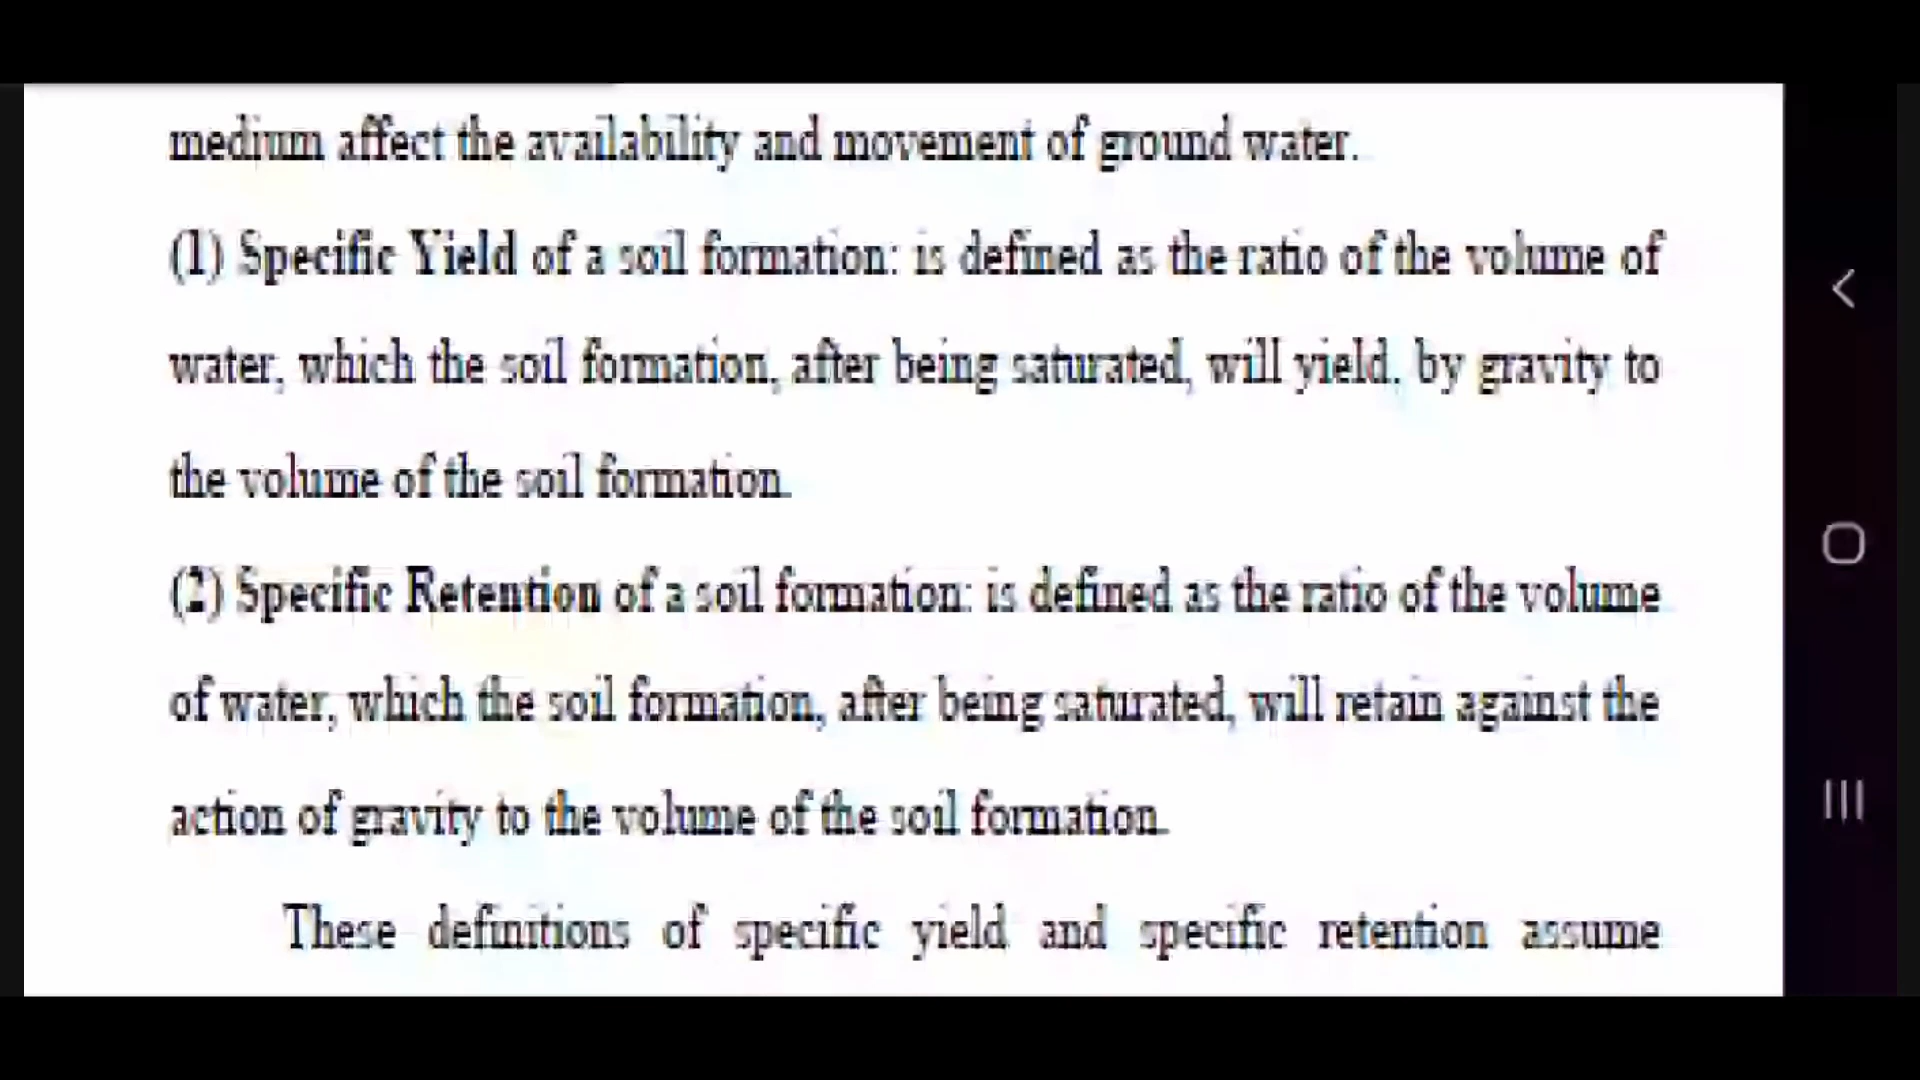 medium affect the availability and movement of ground water.
(1) Specific Yield of a soil formation: is defined as the ratio of the volume of
water, which the soil formation, after being saturated, will yield, by gravity to
the volume of the soil formation.
(2) Specific Retention of a soil formation: is defined as the ratio of the volume
of water, which the soil formation, after being saturated, will retain against the
action of gravity to the volume of the soil formation.
These definitions of specific yield and specific retention assume